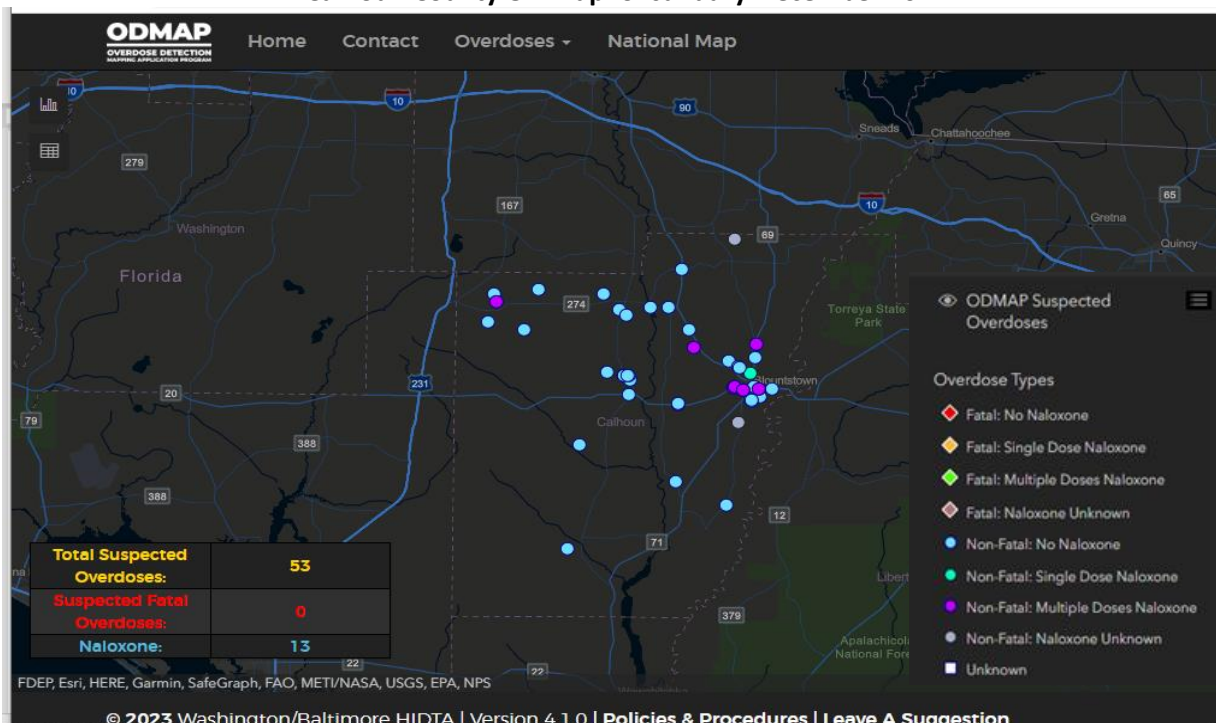 ODMAP
OVERDOSE DETECTION
MAPPING APPLICATION PROGRAM
Home Contact Overdoses National Map
10
10
90
Sneads
Chattahoochee
279
65
167
10
Gretna
Washington
69
Quincy
Florida
274
Torreya State
Park
231
Blountstown
20
79
Calhoun
388
388
12
71
Libert
379
Apalachicol
National Fore
22
22
ODMAP Suspected
Overdoses
Overdose Types
Fatal: No Naloxone
Fatal: Single Dose Naloxone
Fatal: Multiple Doses Naloxone
Fatal: Naloxone Unknown
Non-Fatal: No Naloxone
Non-Fatal: Single Dose Naloxone
Non-Fatal: Multiple Doses Naloxone
Non-Fatal: Naloxone Unknown
Unknown
Total Suspected
Overdoses: 53
Suspected Fatal
Overdoses: 0
Naloxone: 13
FDEP, Esri, HERE, Garmin, SafeGraph, FAO, METI/NASA, USGS, EPA, NPS
© 2023 Washington/Baltimore HIDTA | Version 4.1.0 | Policies & Procedures | Leave A Suggestion